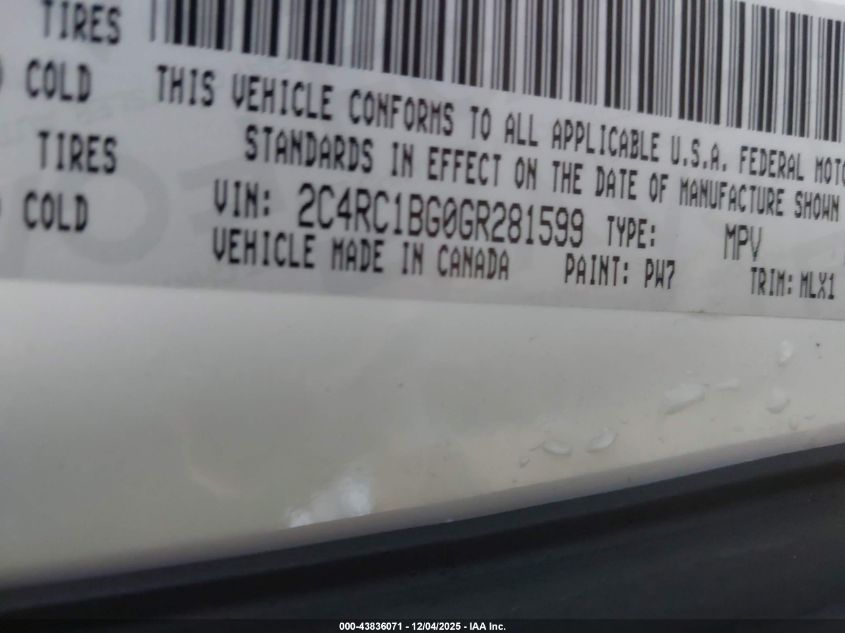 TIRES
COLD
THIS VEHICLE CONFORMS TO ALL APPLICABLE U.S.A. FEDERAL MOTO
TIRES
STANDARDS IN EFFECT ON THE DATE OF MANUFACTURE SHOWN
COLD
VIN: 2C4RC1BG0GR281599 TYPE: MPV
VEHICLE MADE IN CANADA PAINT: PW7 TRIM: MLX1
000-43836071 - 12/04/2025 - IAA Inc.